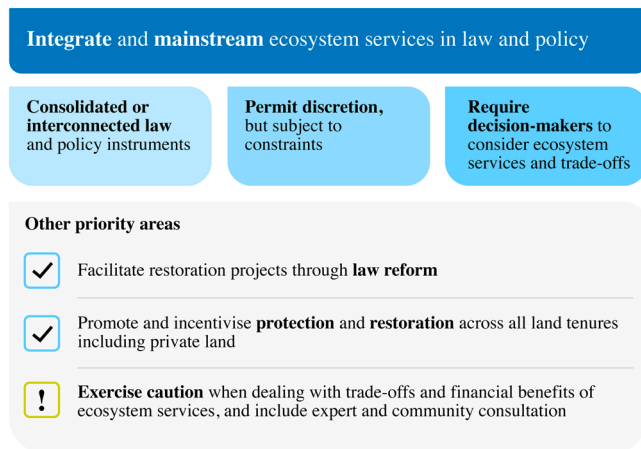 Integrate and mainstream ecosystem services in law and policy
Consolidated or
interconnected law
and policy instruments
Permit discretion,
but subject to
constraints
Require
decision-makers to
consider ecosystem
services and trade-offs
Other priority areas
Facilitate restoration projects through law reform
Promote and incentivise protection and restoration across all land tenures
including private land
!
Exercise caution when dealing with trade-offs and financial benefits of
ecosystem services, and include expert and community consultation